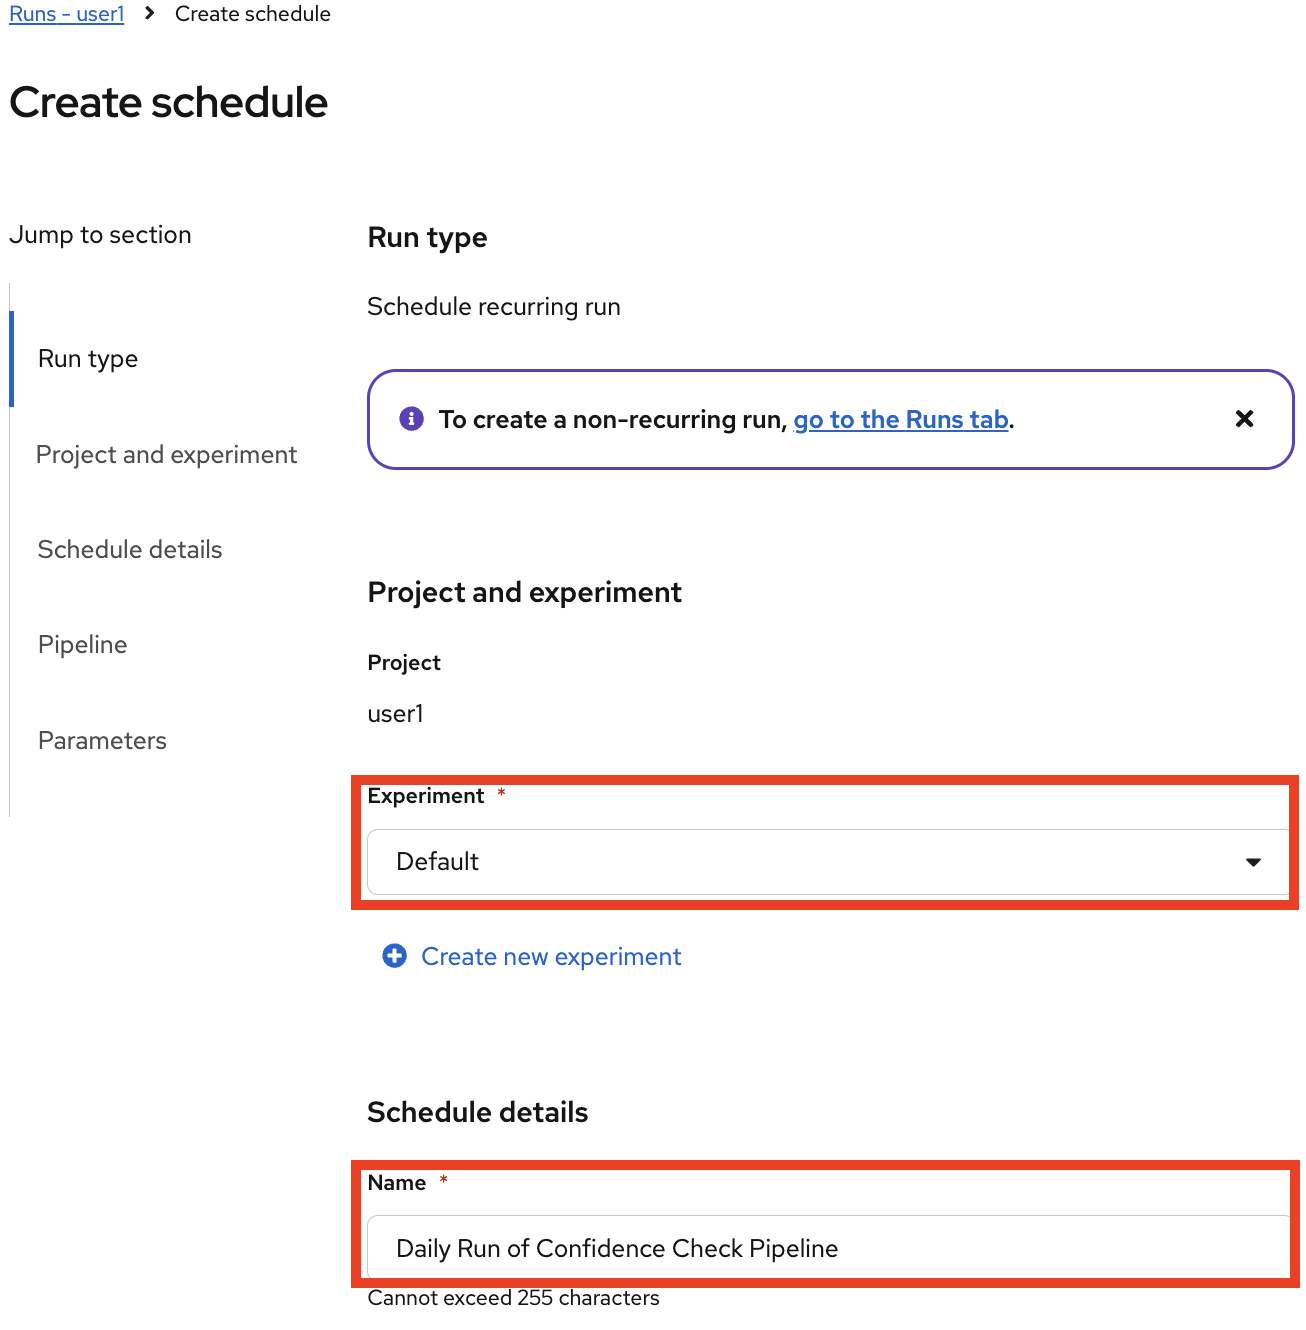 Runs - user1 > Create schedule
Create schedule
Jump to section
Run type
Project and experiment
Schedule details
Pipeline
Parameters
Run type
Schedule recurring run
To create a non-recurring run, go to the Runs tab.
Project and experiment
Project
user1
Experiment *
Default
Create new experiment
Schedule details
Name *
Daily Run of Confidence Check Pipeline
Cannot exceed 255 characters